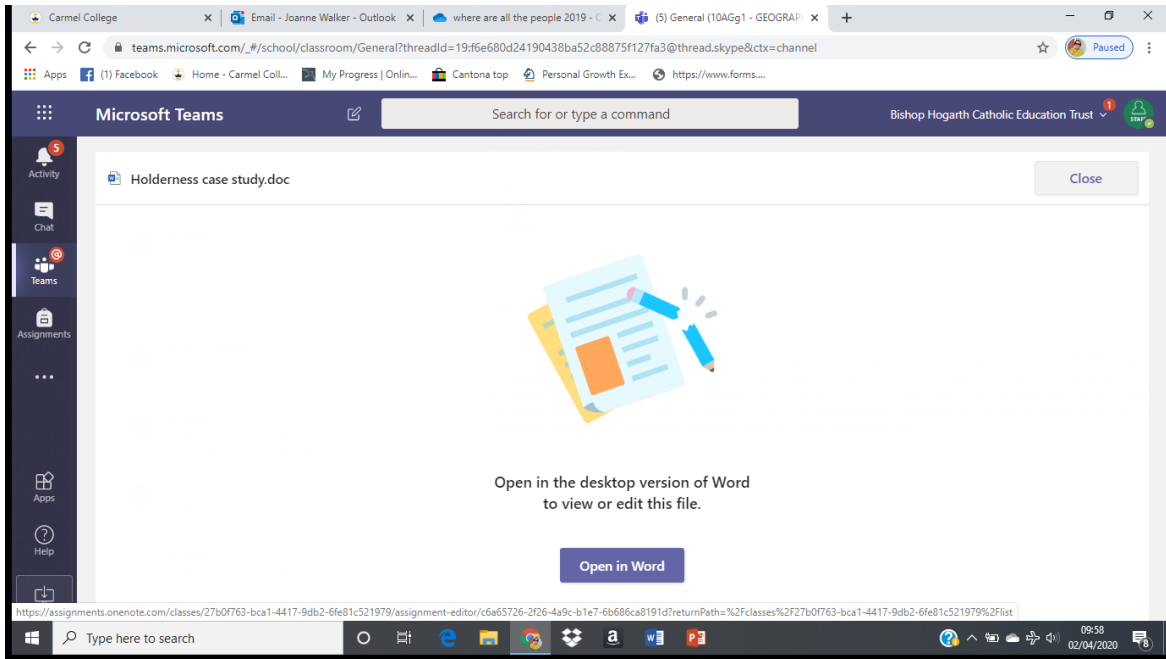 Carmel College
Email - Joanne Walker - Outlook
where are all the people 2019 - C
(5) General (10AGg1 - GEOGRAP
teams.microsoft.com/_#/school/classroom/General?threadId=19:f6e680d24190438ba52c88875f127fa3@thread.skype&ctx=channel
Paused
Apps
(1) Facebook
Home - Carmel Coll...
My Progress | Onlin...
Cantona top
Personal Growth Ex...
https://www.forms....
Microsoft Teams
Search for or type a command
Bishop Hogarth Catholic Education Trust
1
STAFF
5
Activity
Holderness case study.doc
Close
Chat
@
Teams
Assignments
Open in the desktop version of Word
to view or edit this file.
Apps
Help
Open in Word
https://assignments.onenote.com/classes/27b0f763-bca1-4417-9db2-6fe81c521979/assignment-editor/c6a65726-2f26-4a9c-b1e7-6b686ca8191d?returnPath=%2Fclasses%2F27b0f763-bca1-4417-9db2-6fe81c521979%2Flist
Type here to search
09:58
02/04/2020
8